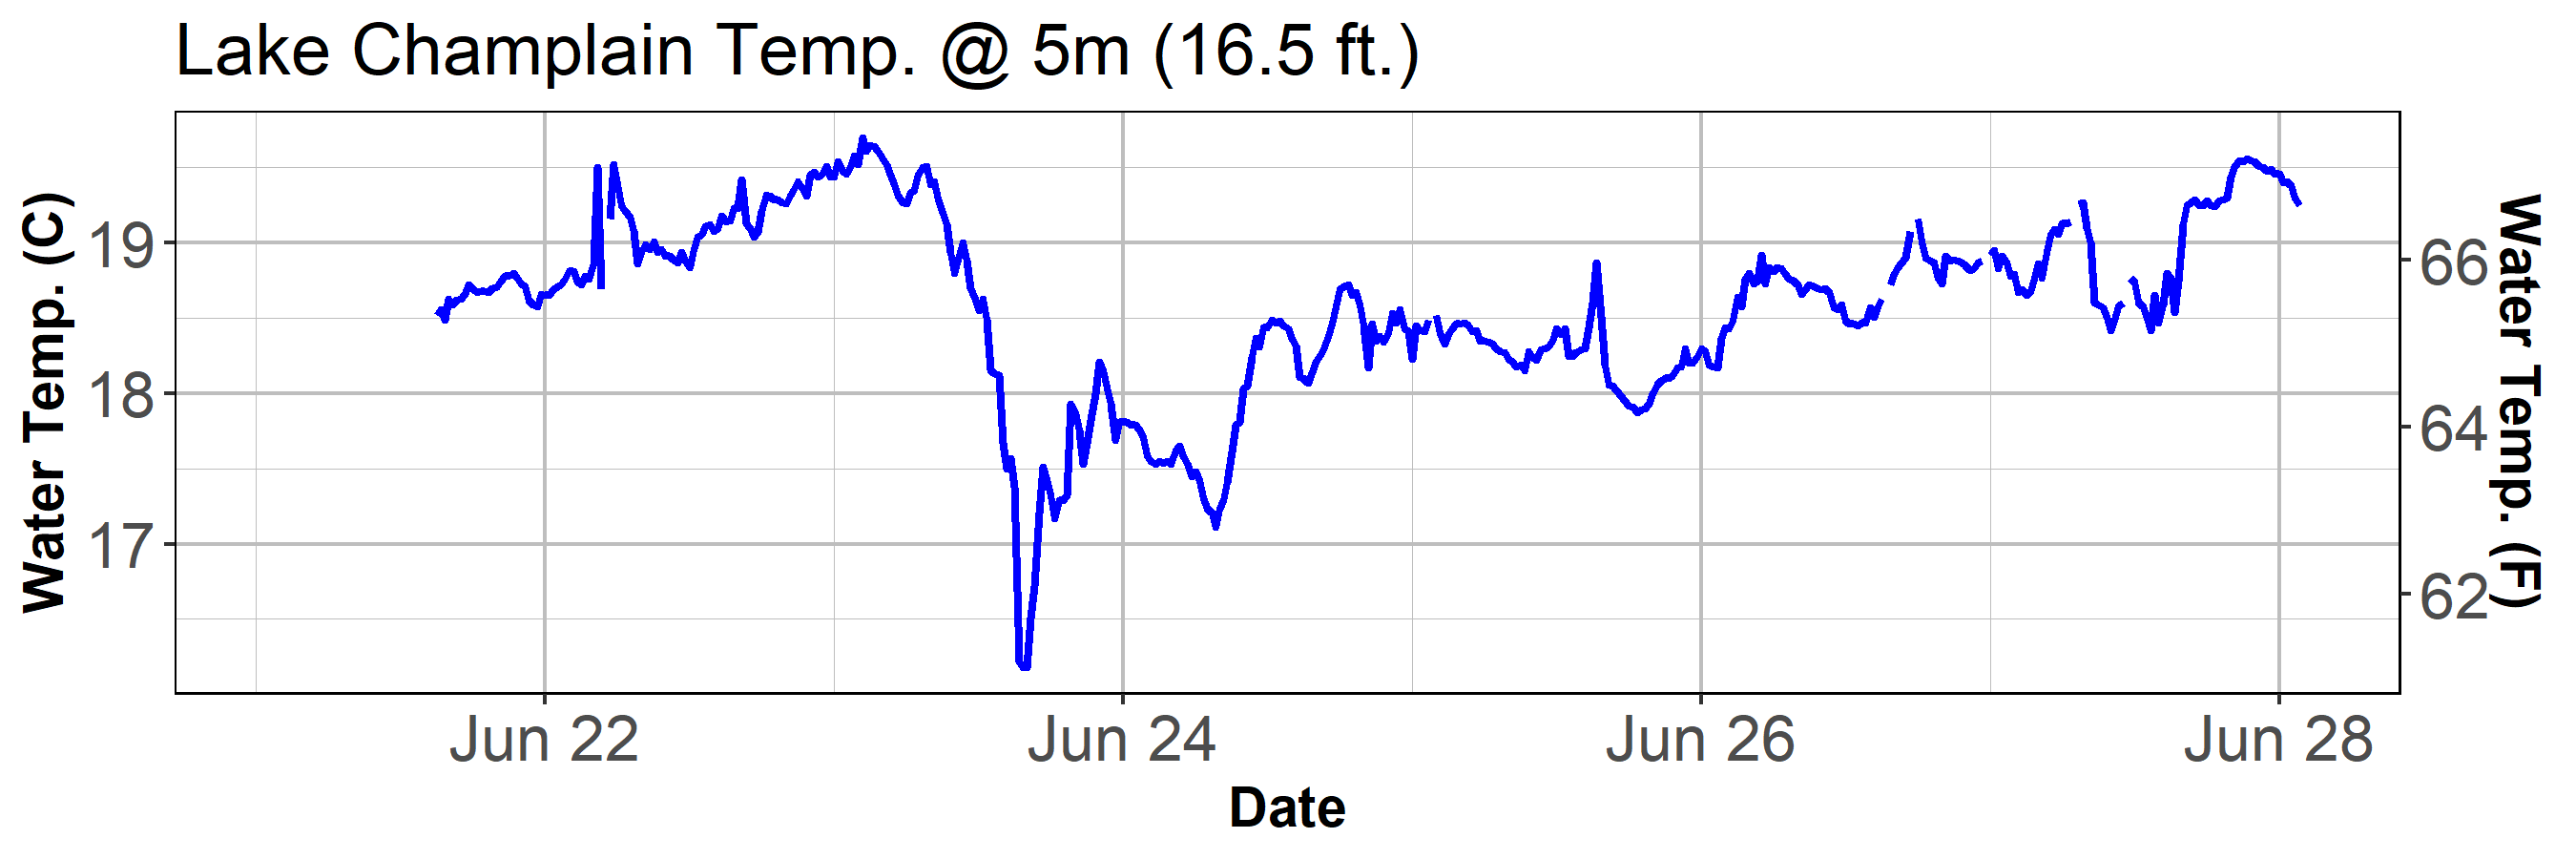 Lake Champlain Temp. @ 5m (16.5 ft.)
Water Temp. (C)
19
18
17
66
64
62
Water Temp. (F)
Jun 22
Jun 24
Jun 26
Jun 28
Date